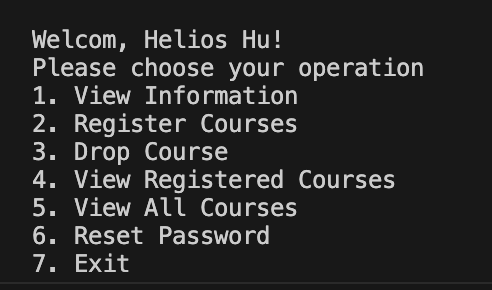 Welcom, Helios Hu!
Please choose your operation
1. View Information
2. Register Courses
3. Drop Course
4. View Registered Courses
5. View All Courses
6. Reset Password
7. Exit